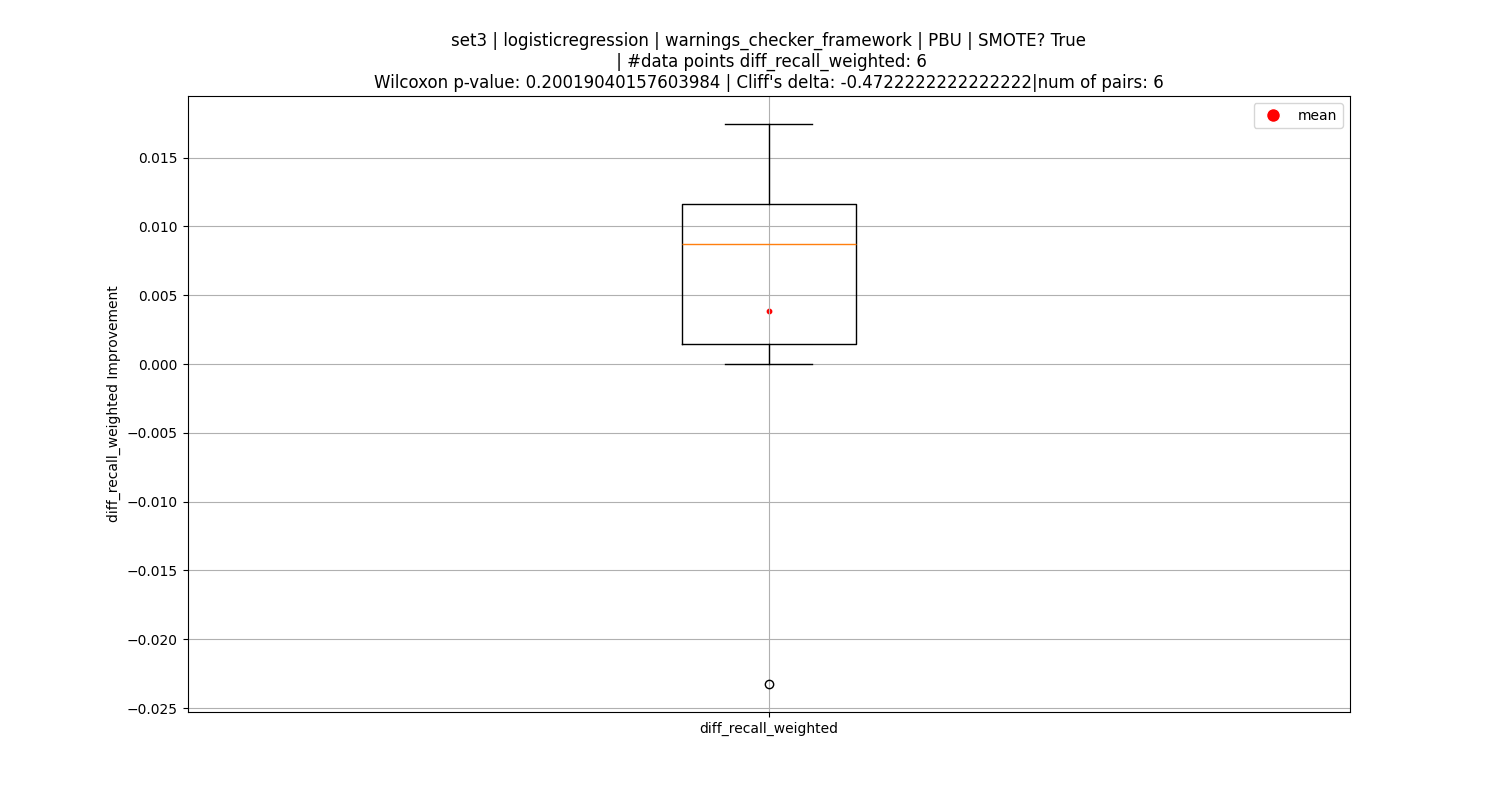 set3 | logisticregression | warnings_checker_framework | PBU | SMOTE? True
| #data points diff_recall_weighted: 6
Wilcoxon p-value: 0.20019040157603984 | Cliff's delta: -0.4722222222222222|num of pairs: 6
mean
0.015
0.010
0.005
0.000
−0.005
−0.010
−0.015
−0.020
−0.025
diff_recall_weighted Improvement
diff_recall_weighted